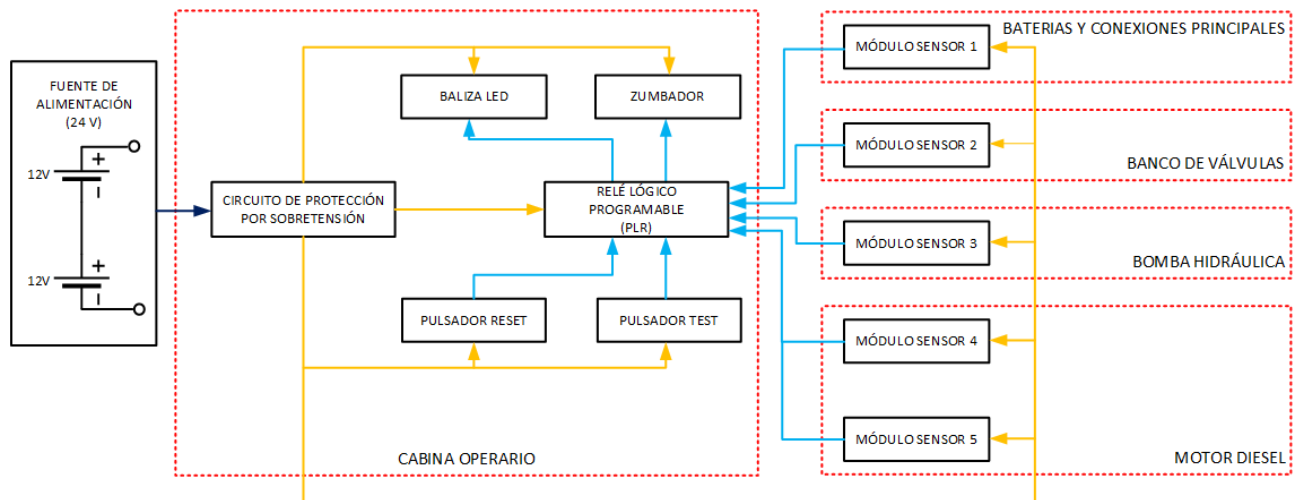 FUENTE DE
ALIMENTACIÓN
(24 V)
12V
+
–
12V
+
–
CIRCUITO DE PROTECCIÓN
POR SOBRETENSIÓN
BALIZA LED
ZUMBADOR
RELÉ LÓGICO
PROGRAMABLE
(PLR)
PULSADOR RESET
PULSADOR TEST
CABINA OPERARIO
BATERIAS Y CONEXIONES PRINCIPALES
MÓDULO SENSOR 1
MÓDULO SENSOR 2
BANCO DE VÁLVULAS
MÓDULO SENSOR 3
BOMBA HIDRÁULICA
MÓDULO SENSOR 4
MÓDULO SENSOR 5
MOTOR DIESEL